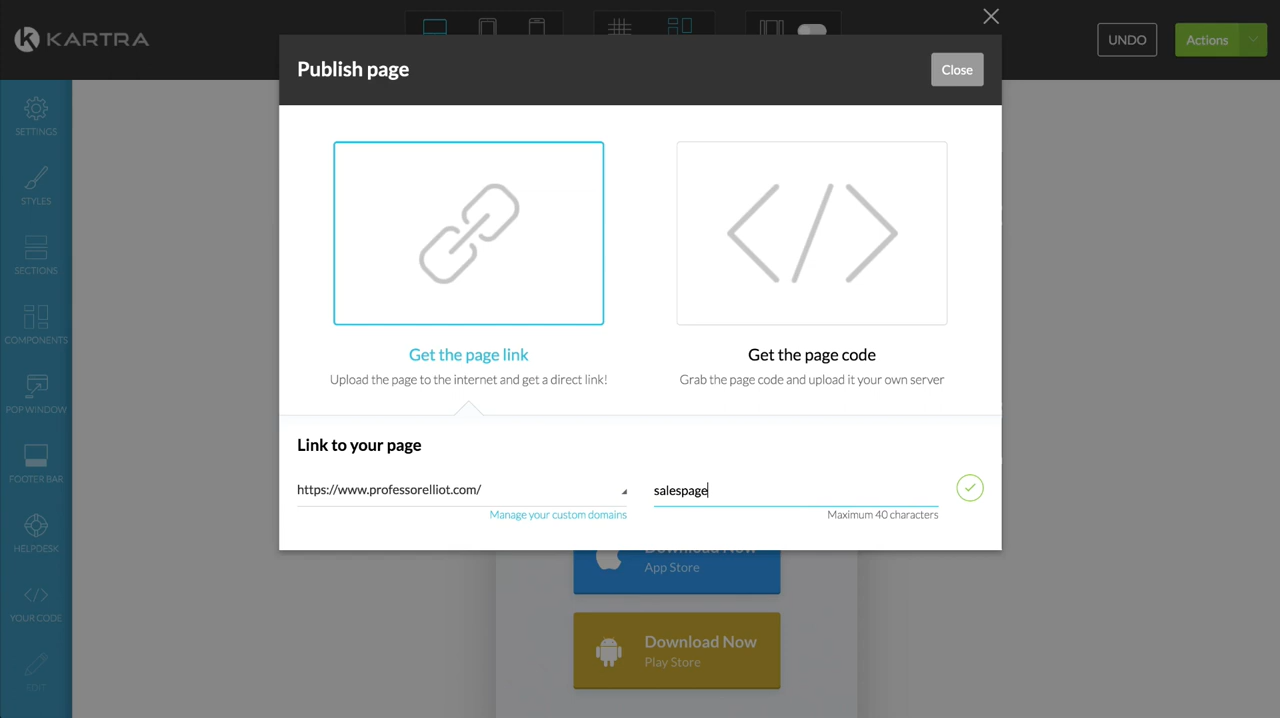 KARTRA
UNDO
Actions
Publish page
Close
SETTINGS
STYLES
SECTIONS
COMPONENTS
POP WINDOW
FOOTER BAR
HELPDESK
YOUR CODE
EDIT
Get the page link
Upload the page to the internet and get a direct link!
Get the page code
Grab the page code and upload it your own server
Link to your page
https://www.professorelliot.com/
salespage
Manage your custom domains
Maximum 40 characters
Download Now
App Store
Download Now
Play Store